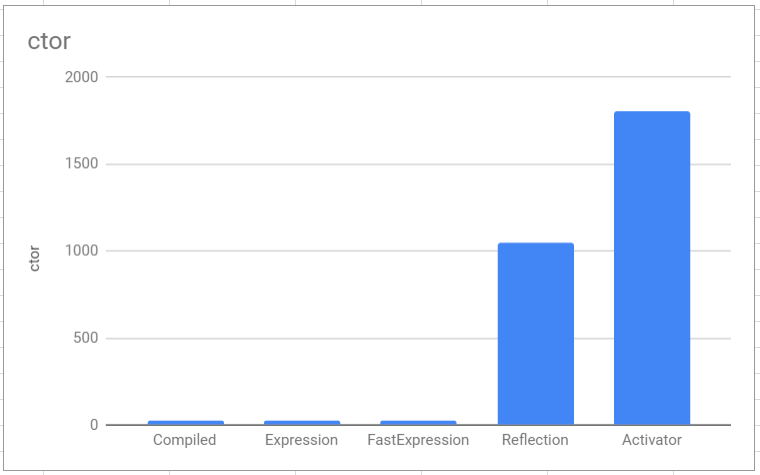 ctor
2000
1500
1000
500
0
ctor
Compiled Expression FastExpression Reflection Activator